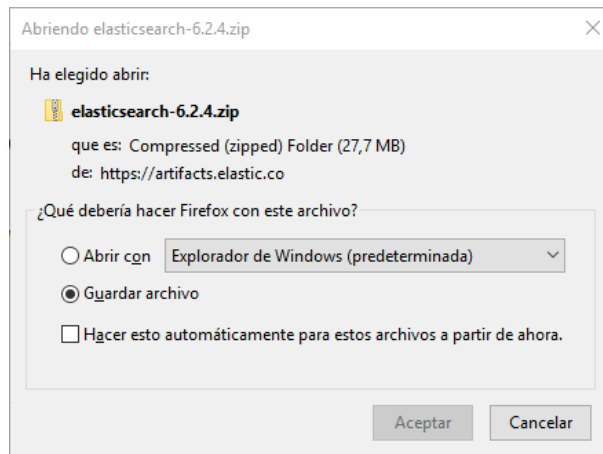 Abriendo elasticsearch-6.2.4.zip
Ha elegido abrir:
elasticsearch-6.2.4.zip
que es: Compressed (zipped) Folder (27,7 MB)
de: https://artifacts.elastic.co
¿Qué debería hacer Firefox con este archivo?
Abrir con Explorador de Windows (predeterminada)
Guardar archivo
Hacer esto automáticamente para estos archivos a partir de ahora.
Aceptar Cancelar